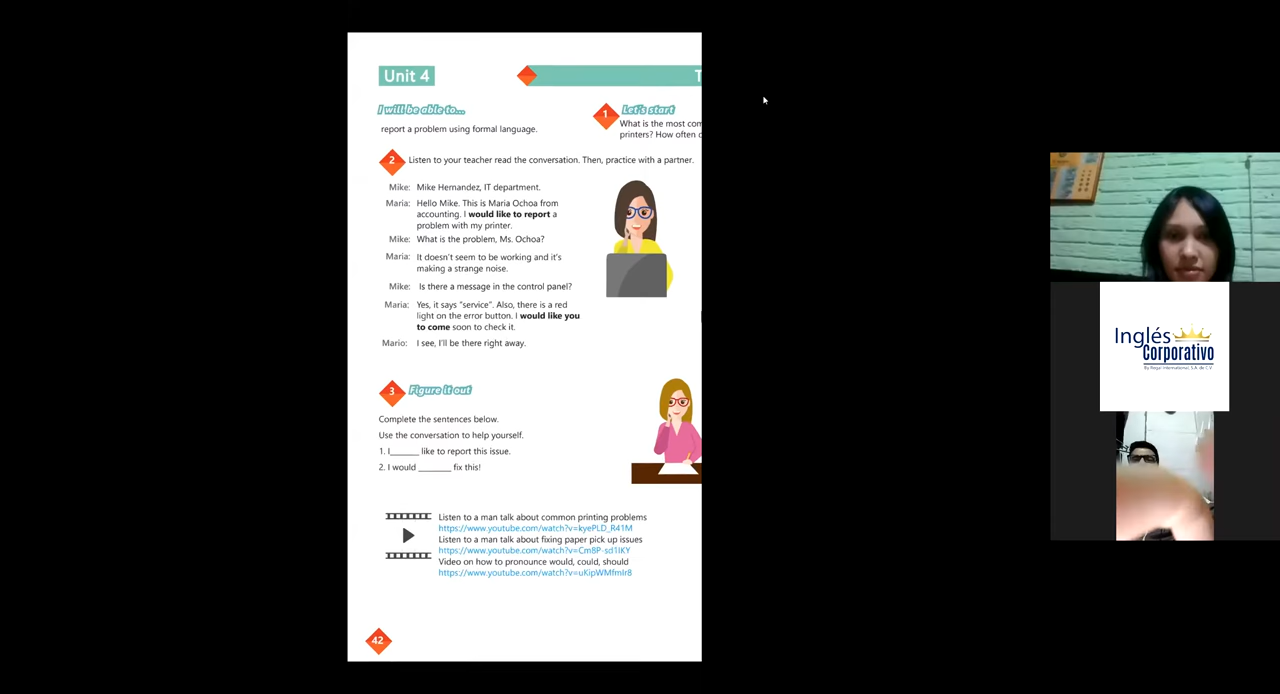 Unit 4
I will be able to...
report a problem using formal language.
1 Let's start
What is the most
printers? How often
2 Listen to your teacher read the conversation. Then, practice with a partner.
Mike: Mike Hernandez, IT department.
Maria: Hello Mike. This is Maria Ochoa from
accounting. I would like to report a
problem with my printer.
Mike: What is the problem, Ms. Ochoa?
Maria: It doesn't seem to be working and it's
making a strange noise.
Mike: Is there a message in the control panel?
Maria: Yes, it says "service". Also, there is a red
light on the error button. I would like you
to come soon to check it.
Mario: I see, I'll be there right away.
3 Figure it out
Complete the sentences below.
Use the conversation to help yourself.
1. I______ like to report this issue.
2. I would _______ fix this!
Listen to a man talk about common printing problems
https://www.youtube.com/watch?v=kyePLD_R41M
Listen to a man talk about fixing paper pick up issues
Video on how to pronounce would, could, should
42
Inglés
Corporativo